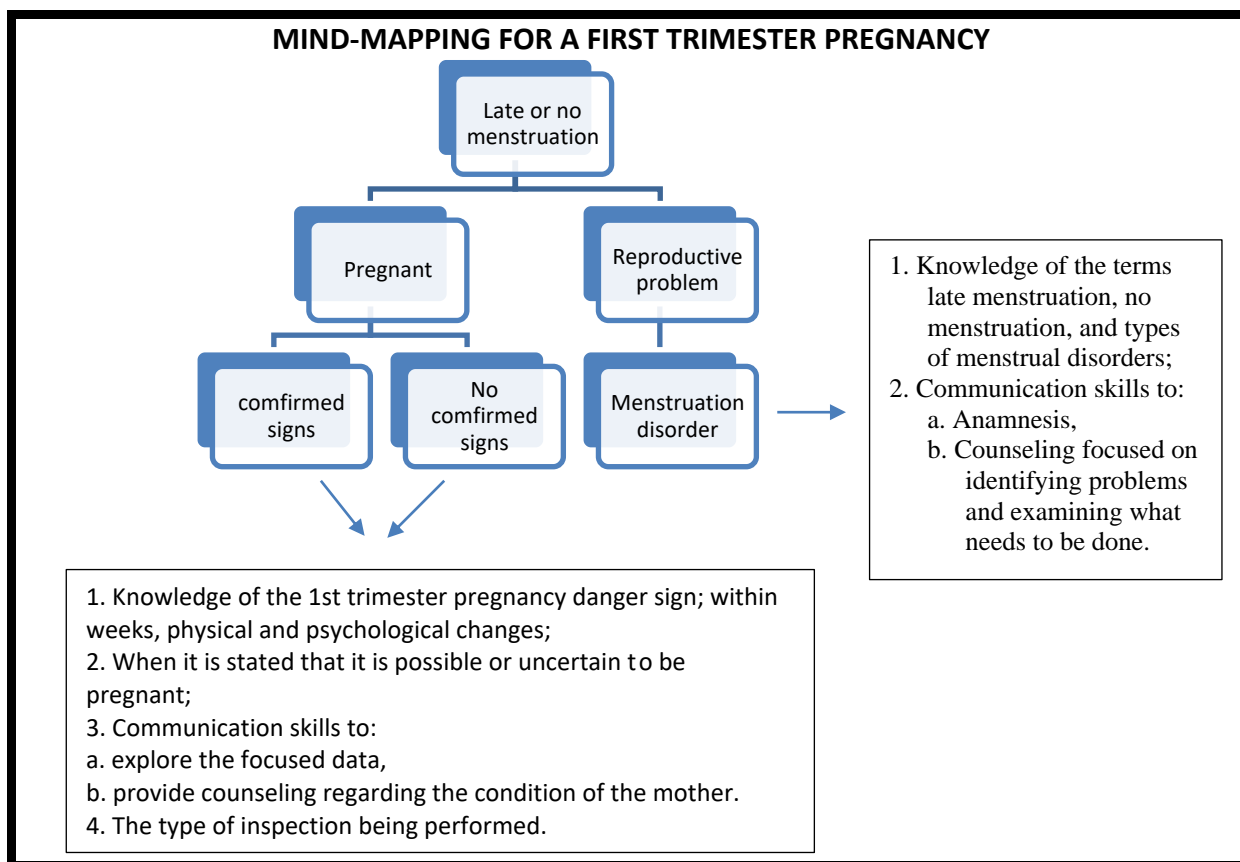 MIND-MAPPING FOR A FIRST TRIMESTER PREGNANCY
Late or no
menstruation
Pregnant
Reproductive
problem
comfirmed
signs
No
comfirmed
signs
Menstruation
disorder
1. Knowledge of the terms
late menstruation, no
menstruation, and types
of menstrual disorders;
2. Communication skills to:
a. Anamnesis,
b. Counseling focused on
identifying problems
and examining what
needs to be done.
1. Knowledge of the 1st trimester pregnancy danger sign; within
weeks, physical and psychological changes;
2. When it is stated that it is possible or uncertain to be
pregnant;
3. Communication skills to:
a. explore the focused data,
b. provide counseling regarding the condition of the mother.
4. The type of inspection being performed.